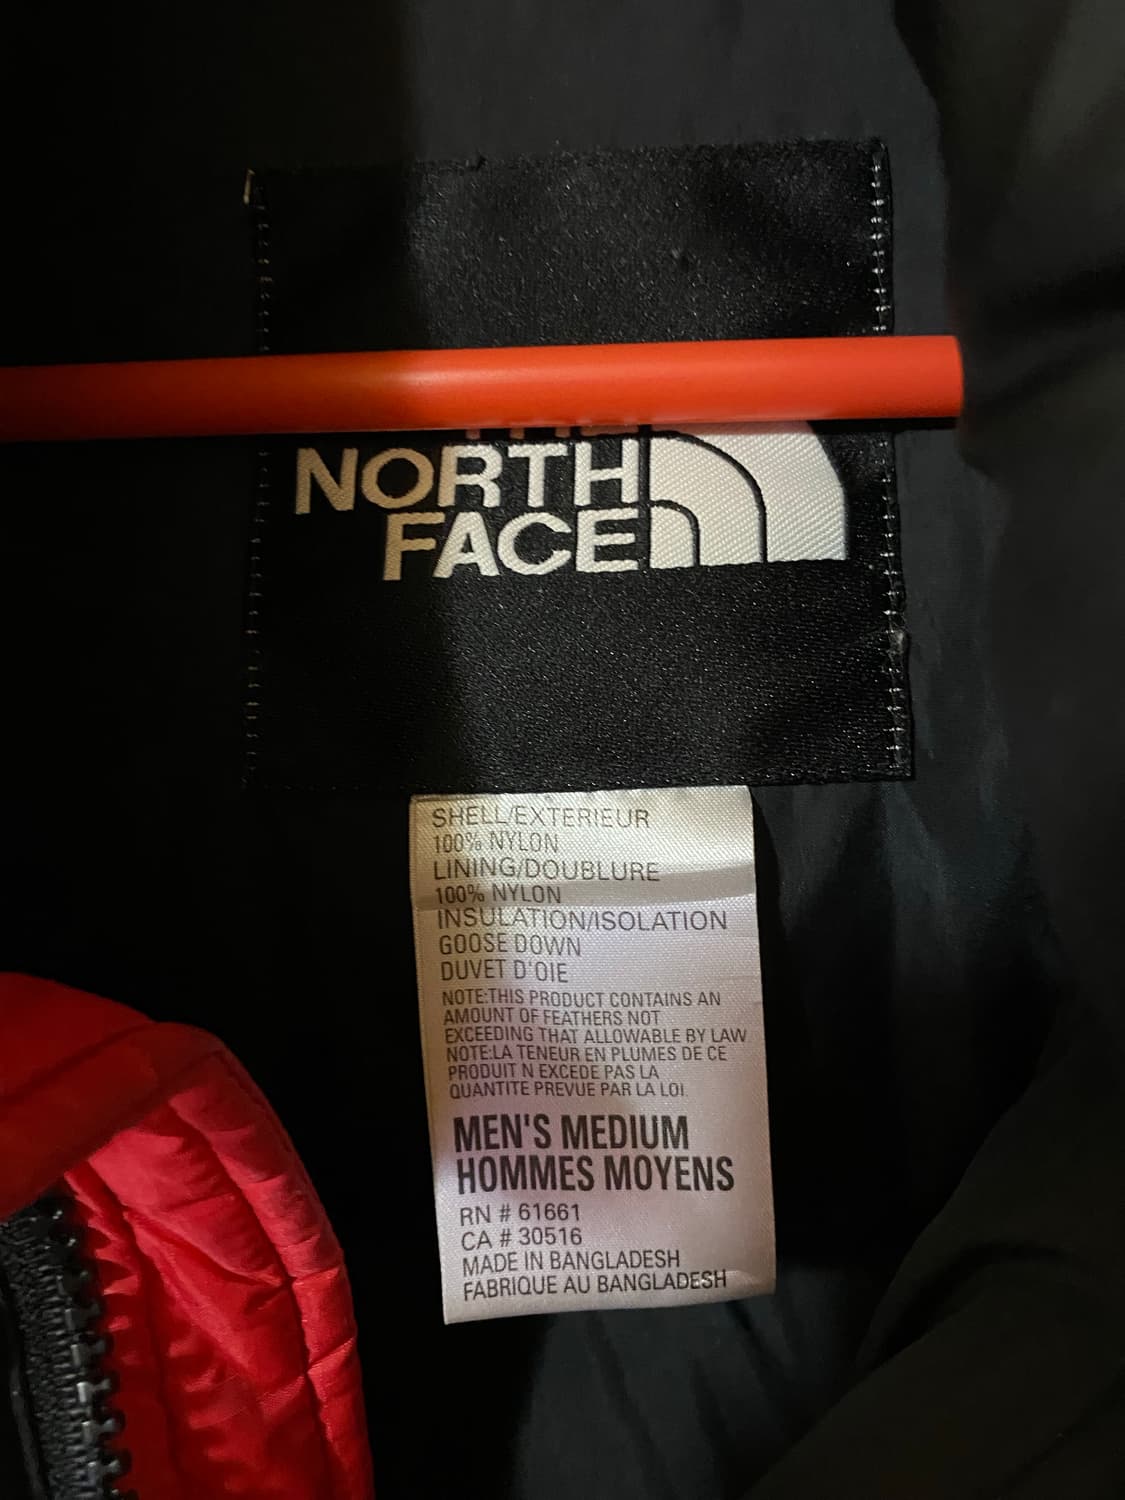 THE
NORTH
FACE
SHELL/EXTERIEUR
100% NYLON
LINING/DOUBLURE
100% NYLON
INSULATION/ISOLATION
GOOSE DOWN
DUVET D'OIE
NOTE:THIS PRODUCT CONTAINS AN
AMOUNT OF FEATHERS NOT
EXCEEDING THAT ALLOWABLE BY LAW
NOTE:LA TENEUR EN PLUMES DE CE
PRODUIT N EXCEDE PAS LA
QUANTITE PREVUE PAR LA LOI.
MEN'S MEDIUM
HOMMES MOYENS
RN # 61661
CA # 30516
MADE IN BANGLADESH
FABRIQUE AU BANGLADESH